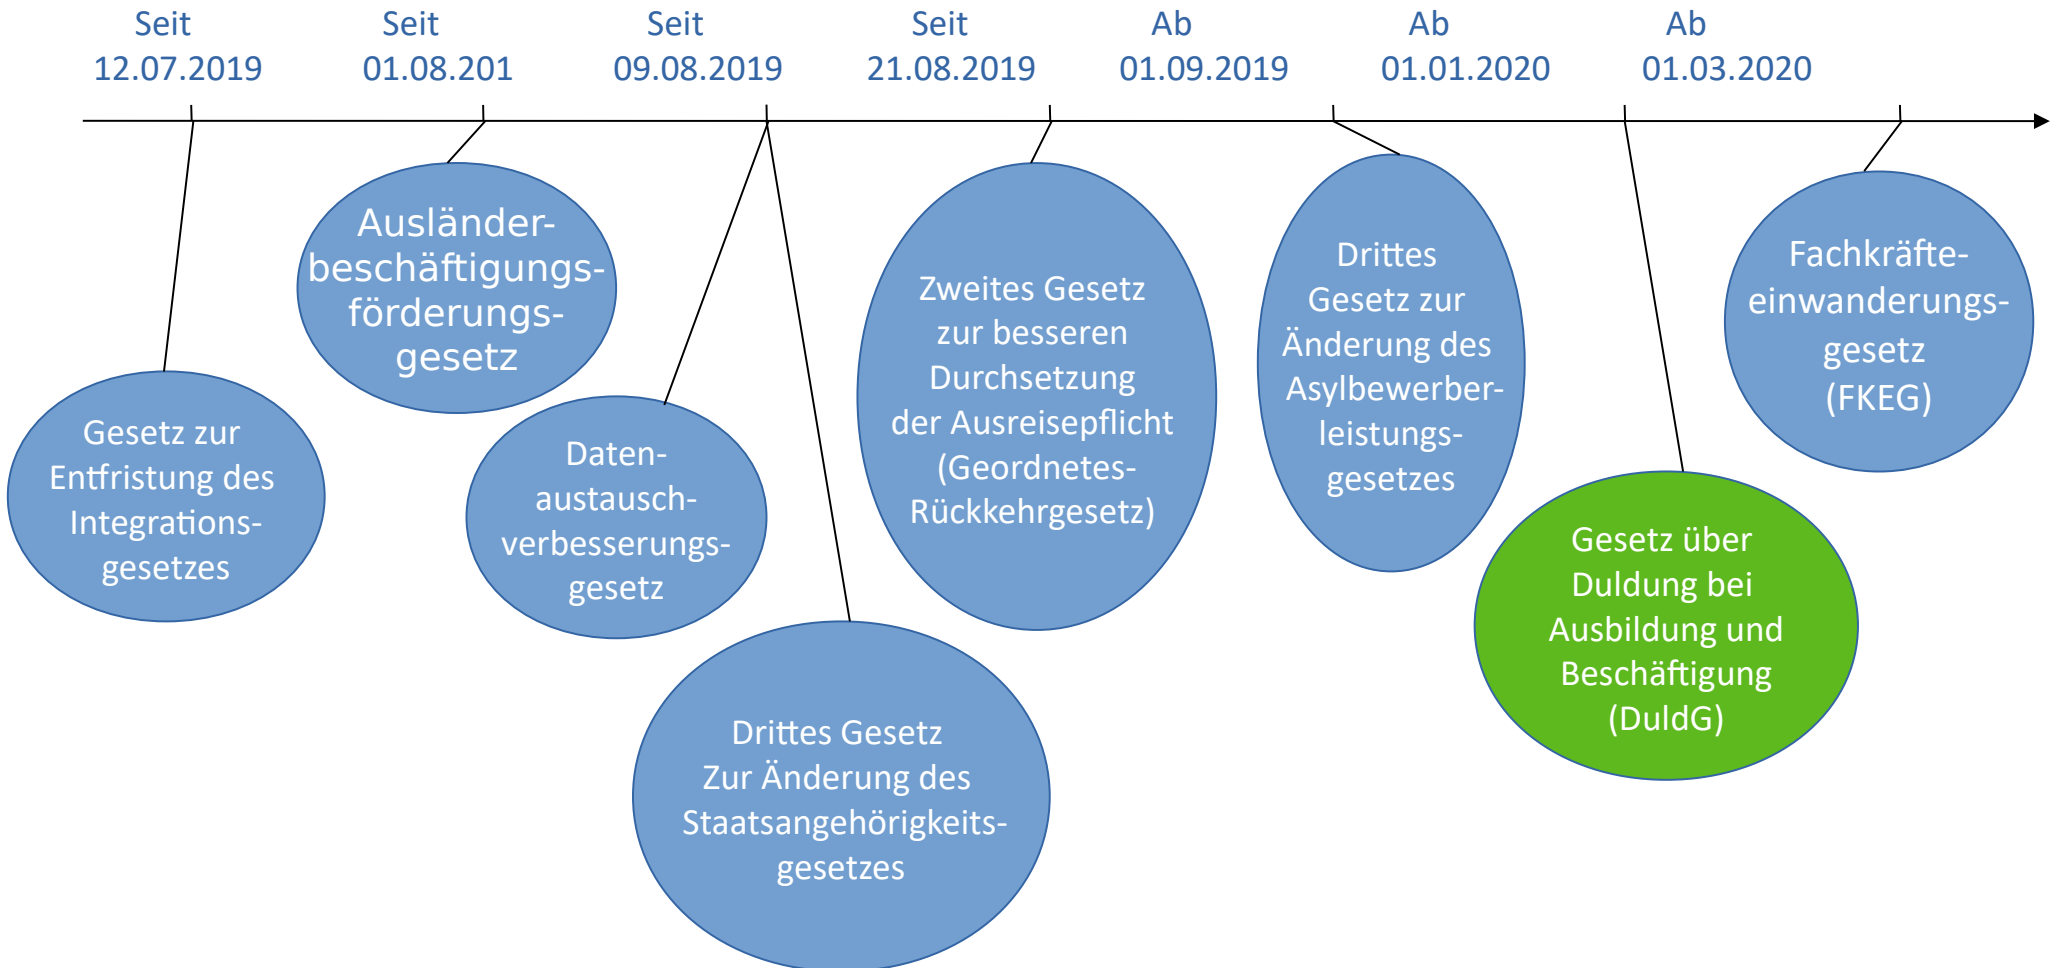 Seit
12.07.2019
Seit
01.08.201
Seit
09.08.2019
Seit
21.08.2019
Ab
01.09.2019
Ab
01.01.2020
Ab
01.03.2020
Gesetz zur
Entfristung des
Integrations-
gesetzes
Ausländer-
beschäftigungs-
förderungs-
gesetz
Daten-
austausch-
verbesserungs-
gesetz
Drittes Gesetz
Zur Änderung des
Staatsangehörigkeits-
gesetzes
Zweites Gesetz
zur besseren
Durchsetzung
der Ausreisepflicht
(Geordnetes-
Rückkehrgesetz)
Drittes
Gesetz zur
Änderung des
Asylbewerber-
leistungs-
gesetzes
Gesetz über
Duldung bei
Ausbildung und
Beschäftigung
(DuldG)
Fachkräfte-
einwanderungs-
gesetz
(FKEG)